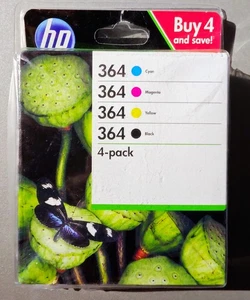 hp
Buy 4
and save!
364 Cyan
364 Magenta
364 Yellow
364 Black
4-pack